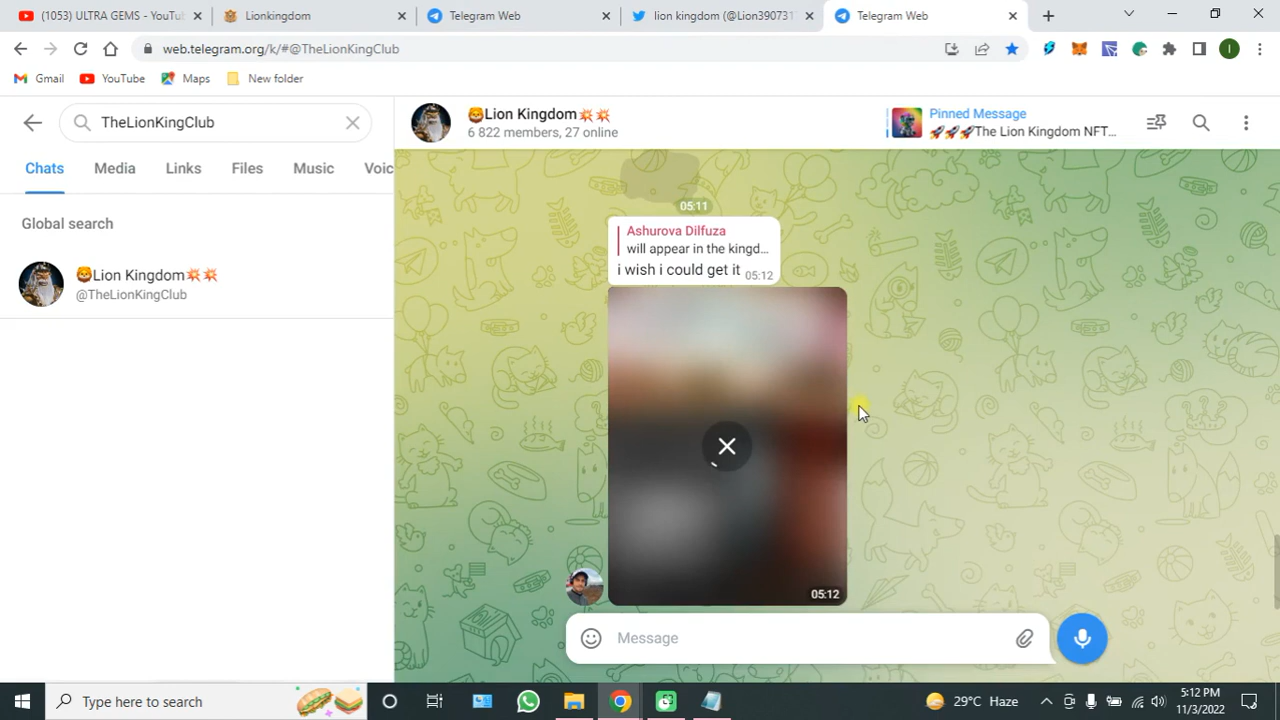 (1053) ULTRA GEMS - YouTu
Lionkingdom
Telegram Web
lion kingdom (@Lion390731
Telegram Web
web.telegram.org/k/#@TheLionKingClub
I
Gmail
YouTube
Maps
New folder
TheLionKingClub
🦁Lion Kingdom💥💥
6 822 members, 27 online
Pinned Message
🚀🚀🚀The Lion Kingdom NFT...
Chats
Media
Links
Files
Music
Voic
Global search
🦁Lion Kingdom💥💥
@TheLionKingClub
05:11
Ashurova Dilfuza
will appear in the kingd...
i wish i could get it 05:12
05:12
Message
Type here to search
29°C Haze
5:12 PM
11/3/2022